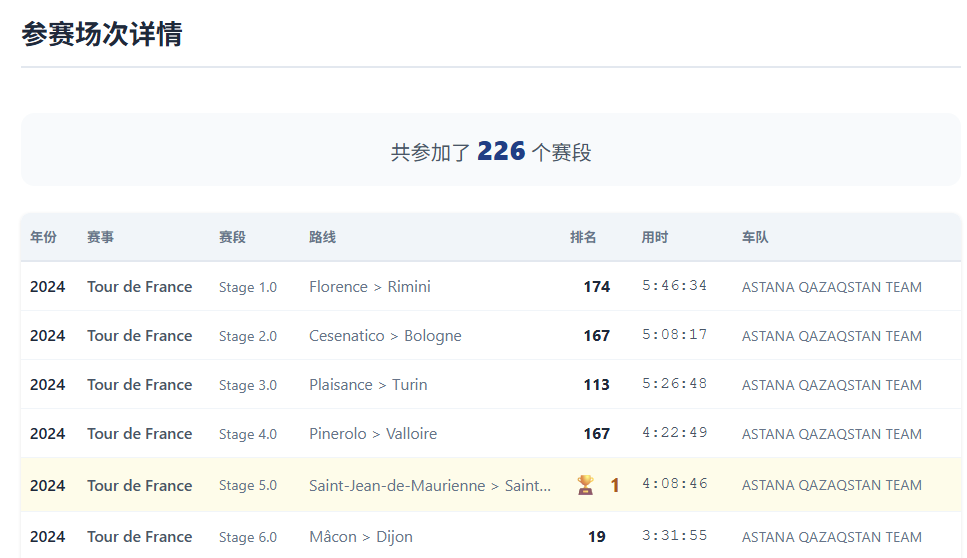 参赛场次详情
共参加了 226 个赛段
年份 赛事 赛段 路线 排名 用时 车队
2024 Tour de France Stage 1.0 Florence > Rimini 174 5:46:34 ASTANA QAZAQSTAN TEAM
2024 Tour de France Stage 2.0 Cesenatico > Bologne 167 5:08:17 ASTANA QAZAQSTAN TEAM
2024 Tour de France Stage 3.0 Plaisance > Turin 113 5:26:48 ASTANA QAZAQSTAN TEAM
2024 Tour de France Stage 4.0 Pinerolo > Valloire 167 4:22:49 ASTANA QAZAQSTAN TEAM
2024 Tour de France Stage 5.0 Saint-Jean-de-Maurienne > Saint... 1 4:08:46 ASTANA QAZAQSTAN TEAM
2024 Tour de France Stage 6.0 Mâcon > Dijon 19 3:31:55 ASTANA QAZAQSTAN TEAM